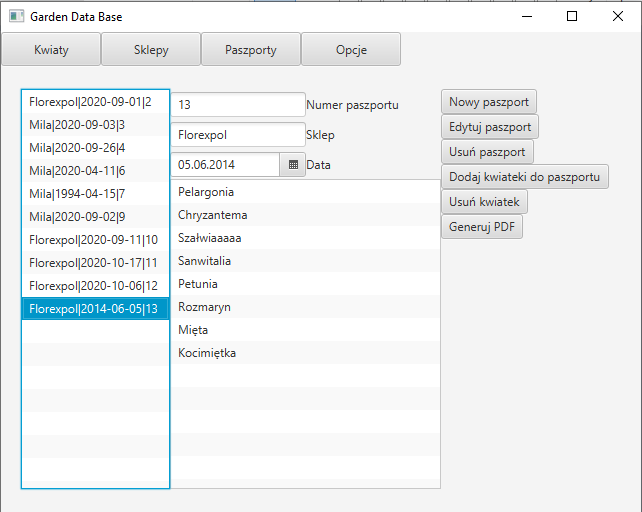 Garden Data Base
Kwiaty
Sklepy
Paszporty
Opcje
Florexpol|2020-09-01|2
Mila|2020-09-03|3
Mila|2020-09-26|4
Mila|2020-04-11|6
Mila|1994-04-15|7
Mila|2020-09-02|9
Florexpol|2020-09-11|10
Florexpol|2020-10-17|11
Florexpol|2020-10-06|12
Florexpol|2014-06-05|13
13 Numer paszportu
Florexpol Sklep
05.06.2014 Data
Pelargonia
Chryzantema
Szałwiaaaaa
Sanwitalia
Petunia
Rozmaryn
Mięta
Kocimiętka
Nowy paszport
Edytuj paszport
Usuń paszport
Dodaj kwiateki do paszportu
Usuń kwiatek
Generuj PDF